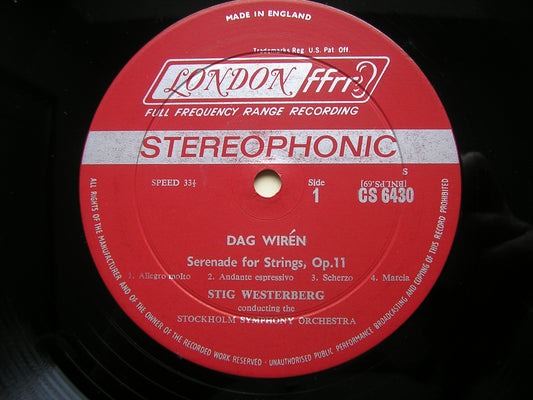 MADE IN ENGLAND
Trademarks Reg U.S. Pat Off.
LONDON ffrr
FULL FREQUENCY RANGE RECORDING
STEREOPHONIC
S
SPEED 33⅓
Side
1
[BNLPS.69]
CS 6430
DAG WIRÉN
Serenade for Strings, Op.11
1. Allegro molto 2. Andante espressivo 3. Scherzo 4. Marcia
STIG WESTERBERG
conducting the
STOCKHOLM SYMPHONY ORCHESTRA
ALL RIGHTS OF THE MANUFACTURER AND OF THE OWNER OF THE RECORDED WORK RESERVED - UNAUTHORISED PUBLIC PERFORMANCE BROADCASTING AND COPYING OF THIS RECORD PROHIBITED